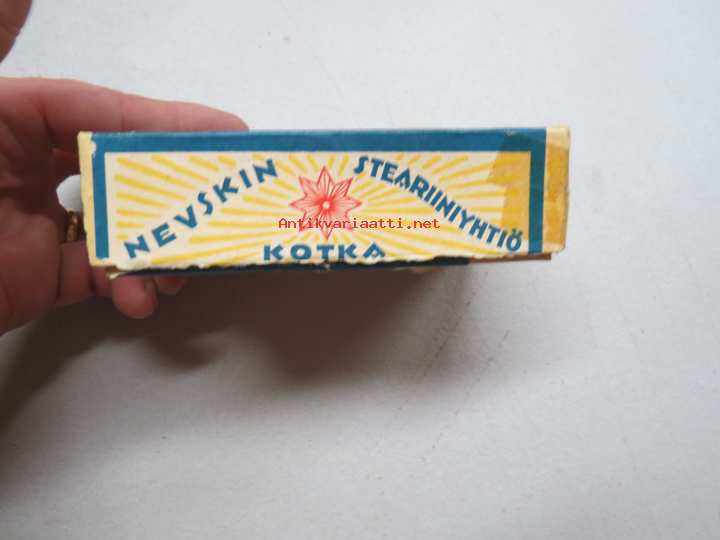 NEVSKIN STEARIINIYHTIÖ
KOTKA
Antikvariaatti.net